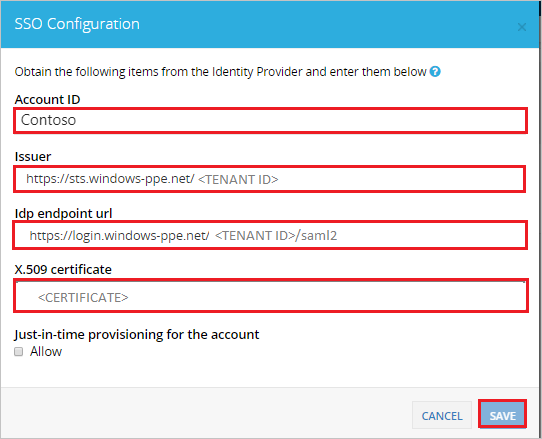 SSO Configuration
×
Obtain the following items from the Identity Provider and enter them below ?
Account ID
Contoso
Issuer
https://sts.windows-ppe.net/ <TENANT ID>
Idp endpoint url
https://login.windows-ppe.net/ <TENANT ID>/saml2
X.509 certificate
<CERTIFICATE>
Just-in-time provisioning for the account
Allow
CANCEL SAVE